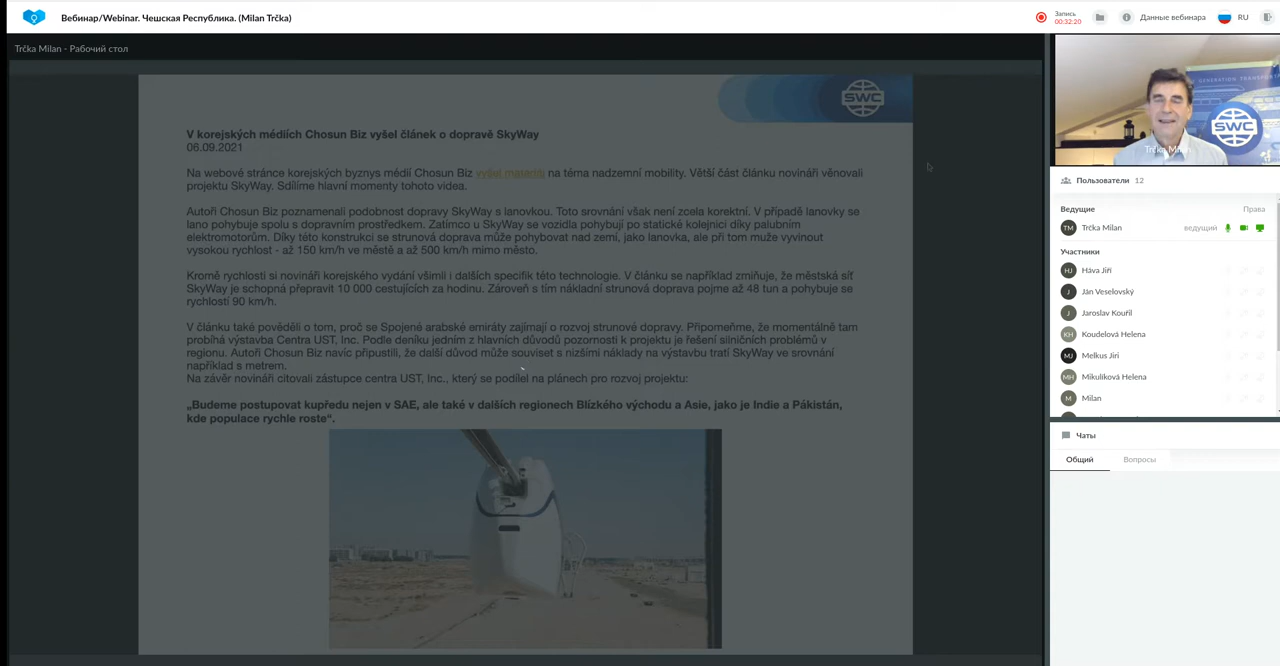 Вебинар/Webinar. Чешская Республика. (Milan Trčka)
Запись
00:32:20
Данные вебинара
RU
Trčka Milan - Рабочий стол
SWC
V korejských médiích Chosun Biz vyšel článek o dopravě SkyWay
06.09.2021
Na webové stránce korejských byznys médií Chosun Biz vyšel materiál na téma nadzemní mobility. Větší část článku novináři věnovali
projektu SkyWay. Sdílíme hlavní momenty tohoto videa.
Autoři Chosun Biz poznamenali podobnost dopravy SkyWay s lanovkou. Toto srovnání však není zcela korektní. V případě lanovky se
lano pohybuje spolu s dopravním prostředkem. Zatímco u SkyWay se vozidla pohybují po statické kolejnici díky palubním
elektromotorům. Díky této konstrukci se strunová doprava může pohybovat nad zemí, jako lanovka, ale při tom muže vyvinout
vysokou rychlost - až 150 km/h ve městě a až 500 km/h mimo město.
Kromě rychlosti si novináři korejského vydání všimli i dalších specifik této technologie. V článku se například zmiňuje, že městská síť
SkyWay je schopná přepravit 10 000 cestujících za hodinu. Zároveň s tím nákladní strunová doprava pojme až 48 tun a pohybuje se
rychlostí 90 km/h.
V článku také pověděli o tom, proč se Spojené arabské emiráty zajímají o rozvoj strunové dopravy. Připomeňme, že momentálně tam
probíhá výstavba Centra UST, Inc. Podle deníku jedním z hlavních důvodů pozornosti k projektu je řešení silničních problémů v
regionu. Autoři Chosun Biz navíc připustili, že další důvod může souviset s nižšími náklady na výstavbu tratí SkyWay ve srovnání
například s metrem.
Na závěr novináři citovali zástupce centra UST, Inc., který se podílel na plánech pro rozvoj projektu:
„Budeme postupovat kupředu nejen v SAE, ale také v dalších regionech Blízkého východu a Asie, jako je Indie a Pákistán,
kde populace rychle roste“.
GENERATION TRANSPORT
SWC
Trčka Milan
Пользователи 12
Ведущие Права
TM Trčka Milan ведущий
Участники
HJ Háva Jiří
J Ján Veselovský
J Jaroslav Kouřil
KH Koudelová Helena
MJ Melkus Jiri
MH Mikulíková Helena
M Milan
Чаты
Общий Вопросы